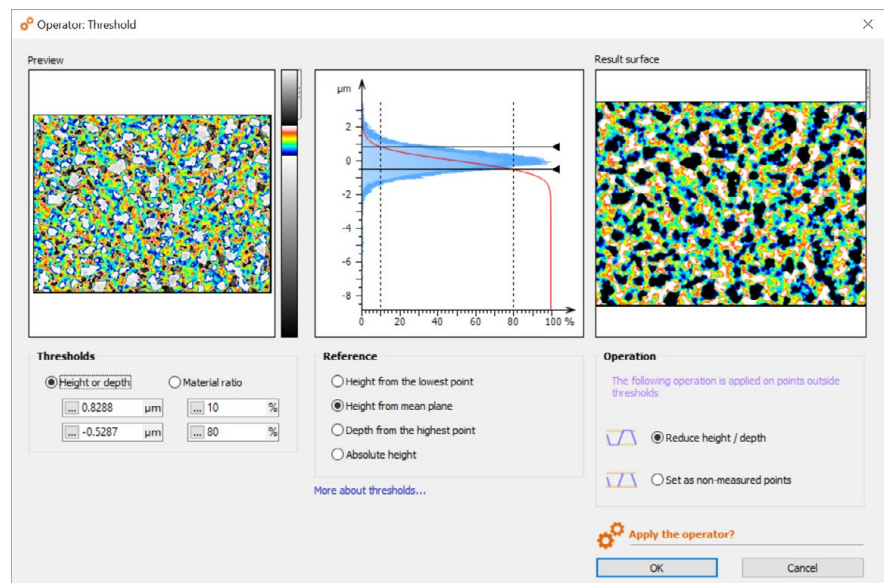 Operator: Threshold
Preview
Result surface
µm
2
0
-2
-4
-6
-8
0 20 40 60 80 100 %
Thresholds
Height or depth Material ratio
... 0.8288 µm ... 10 %
... -0.5287 µm ... 80 %
Reference
Height from the lowest point
Height from mean plane
Depth from the highest point
Absolute height
More about thresholds...
Operation
The following operation is applied on points outside
thresholds
Reduce height / depth
Set as non-measured points
Apply the operator?
OK Cancel